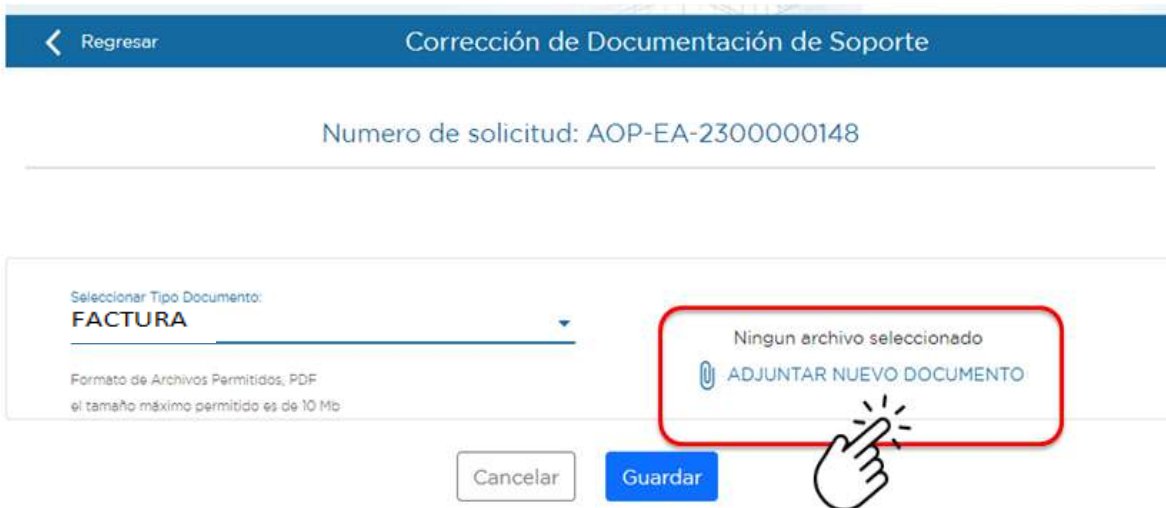 Regresar
Corrección de Documentación de Soporte
Numero de solicitud: AOP-EA-2300000148
Seleccionar Tipo Documento:
FACTURA
Formato de Archivos Permitidos, PDF
el tamaño máximo permitido es de 10 Mb
Ningun archivo seleccionado
ADJUNTAR NUEVO DOCUMENTO
Cancelar
Guardar